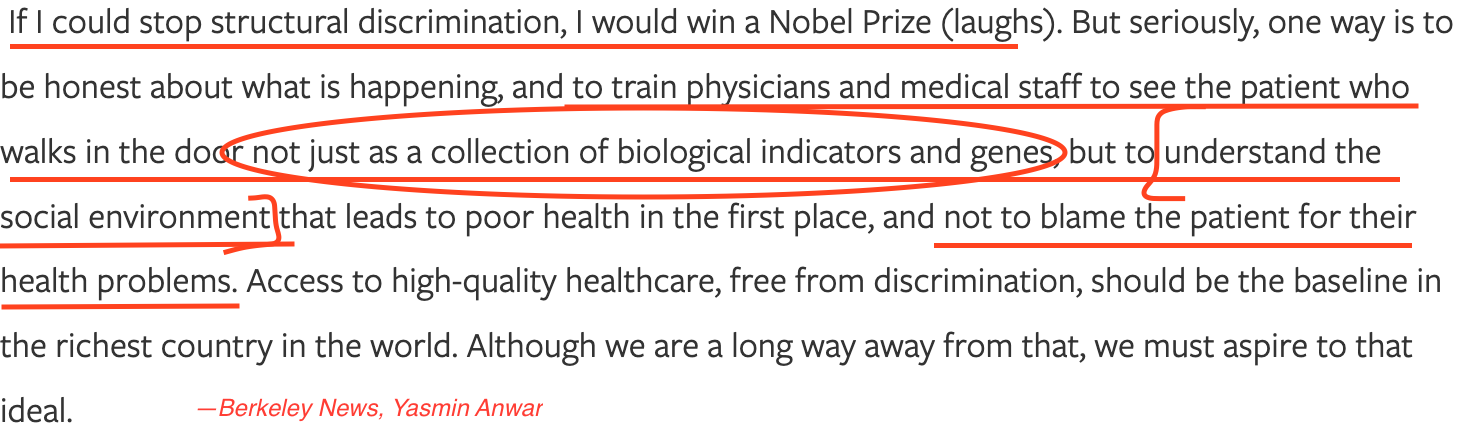 If I could stop structural discrimination, I would win a Nobel Prize (laughs). But seriously, one way is to
be honest about what is happening, and to train physicians and medical staff to see the patient who
walks in the door not just as a collection of biological indicators and genes, but to understand the
social environment that leads to poor health in the first place, and not to blame the patient for their
health problems. Access to high-quality healthcare, free from discrimination, should be the baseline in
the richest country in the world. Although we are a long way away from that, we must aspire to that
ideal. —Berkeley News, Yasmin Anwar